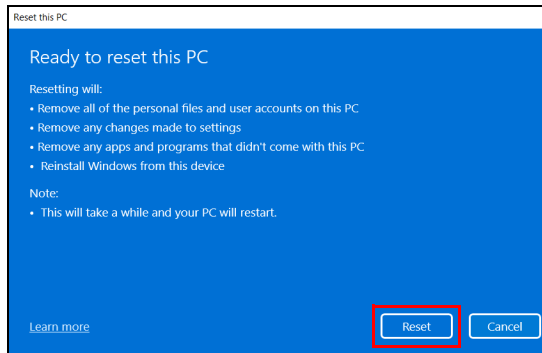 Reset this PC
Ready to reset this PC
Resetting will:
• Remove all of the personal files and user accounts on this PC
• Remove any changes made to settings
• Remove any apps and programs that didn't come with this PC
• Reinstall Windows from this device
Note:
• This will take a while and your PC will restart.
Learn more
Reset
Cancel